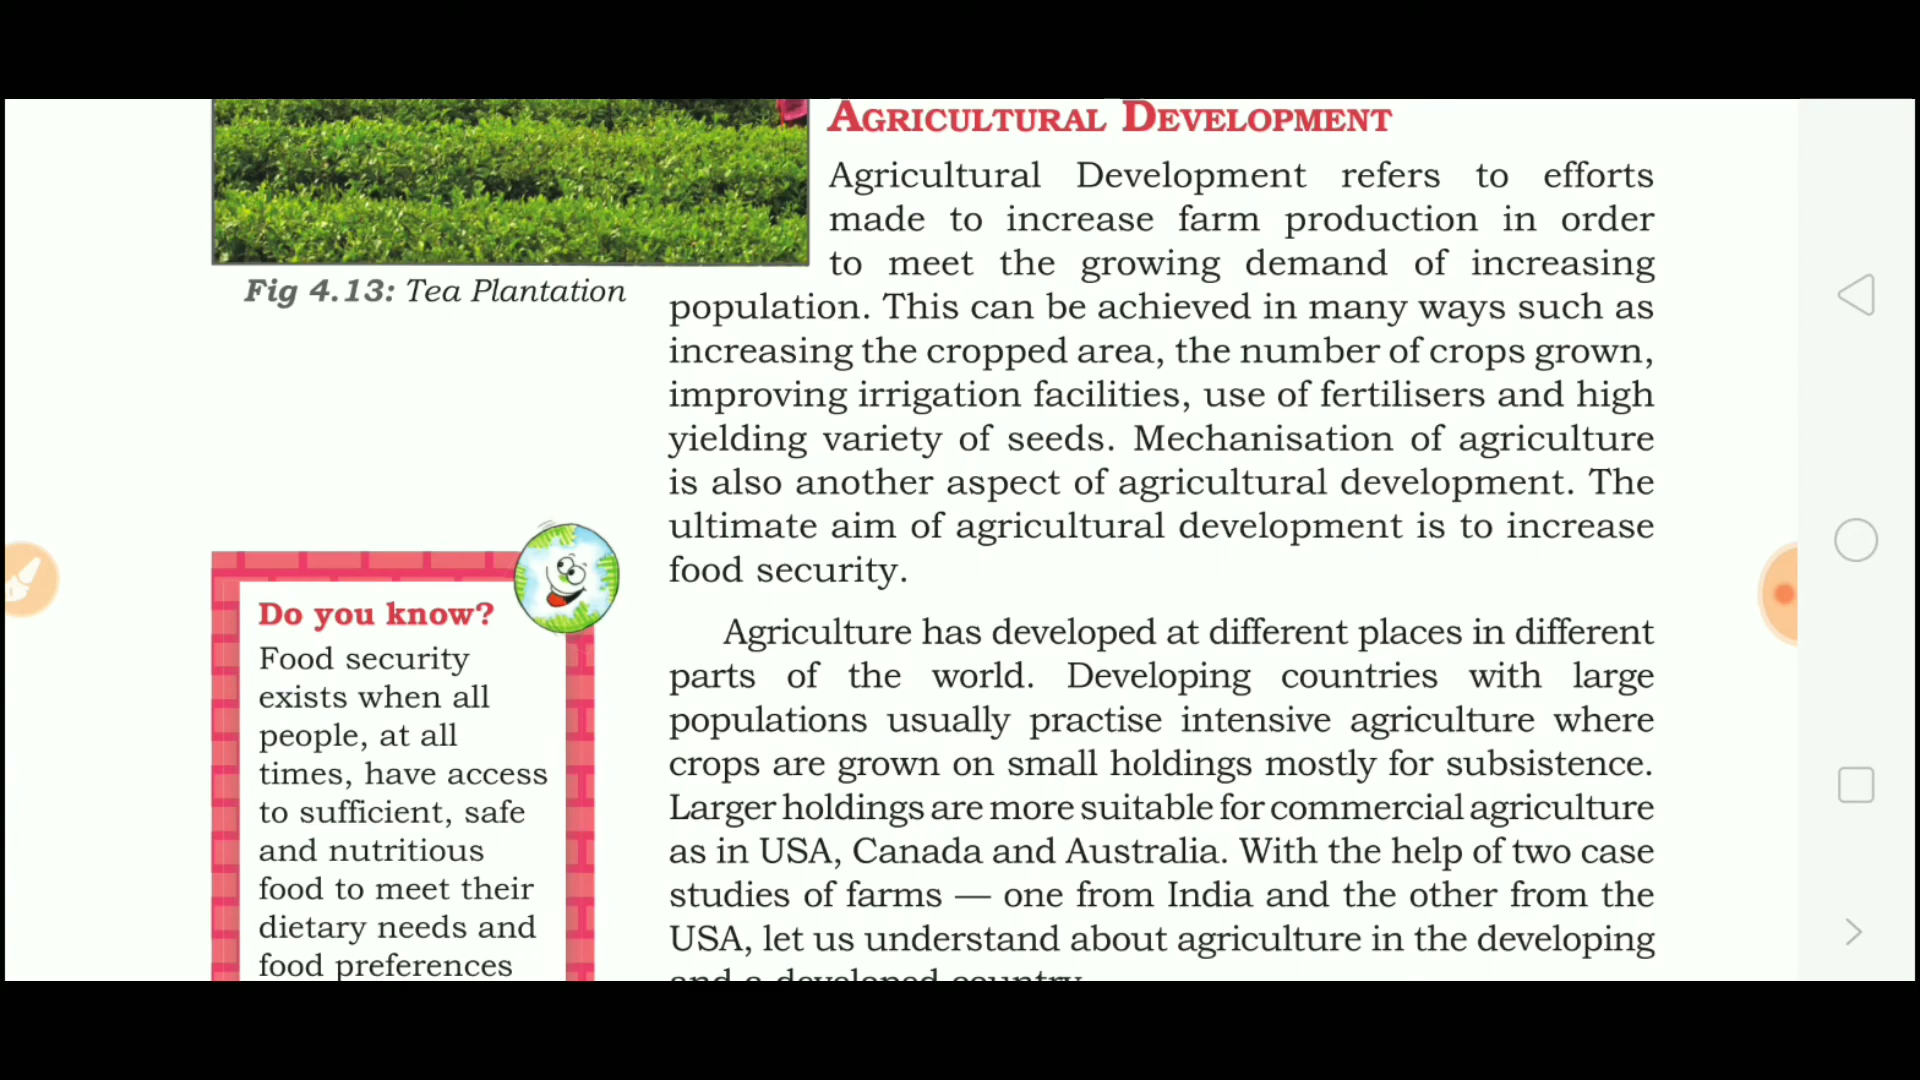 AGRICULTURAL DEVELOPMENT
Agricultural Development refers to efforts
made to increase farm production in order
to meet the growing demand of increasing
population. This can be achieved in many ways such as
increasing the cropped area, the number of crops grown,
improving irrigation facilities, use of fertilisers and high
yielding variety of seeds. Mechanisation of agriculture
is also another aspect of agricultural development. The
ultimate aim of agricultural development is to increase
food security.
Agriculture has developed at different places in different
parts of the world. Developing countries with large
populations usually practise intensive agriculture where
crops are grown on small holdings mostly for subsistence.
Larger holdings are more suitable for commercial agriculture
as in USA, Canada and Australia. With the help of two case
studies of farms — one from India and the other from the
USA, let us understand about agriculture in the developing
and a developed country.
Fig 4.13: Tea Plantation
Do you know?
Food security
exists when all
people, at all
times, have access
to sufficient, safe
and nutritious
food to meet their
dietary needs and
food preferences